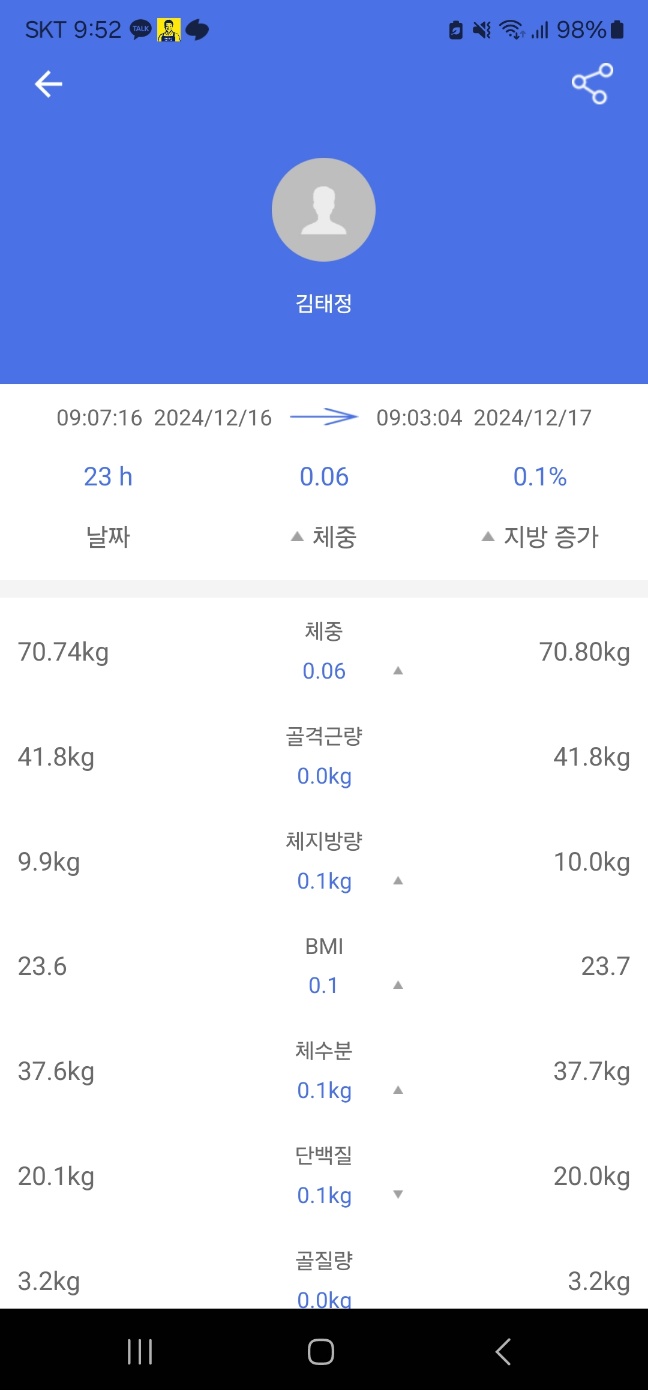 SKT 9:52 TALK 98%
김태정
09:07:16 2024/12/16 09:03:04 2024/12/17
23 h 0.06 0.1%
날짜 ▲ 체중 ▲ 지방 증가
체중
70.74kg 70.80kg
0.06 ▲
골격근량
41.8kg 41.8kg
0.0kg
체지방량
9.9kg 10.0kg
0.1kg ▲
BMI
23.6 23.7
0.1 ▲
체수분
37.6kg 37.7kg
0.1kg ▲
단백질
20.1kg 20.0kg
0.1kg ▼
골질량
3.2kg 3.2kg
0.0kg